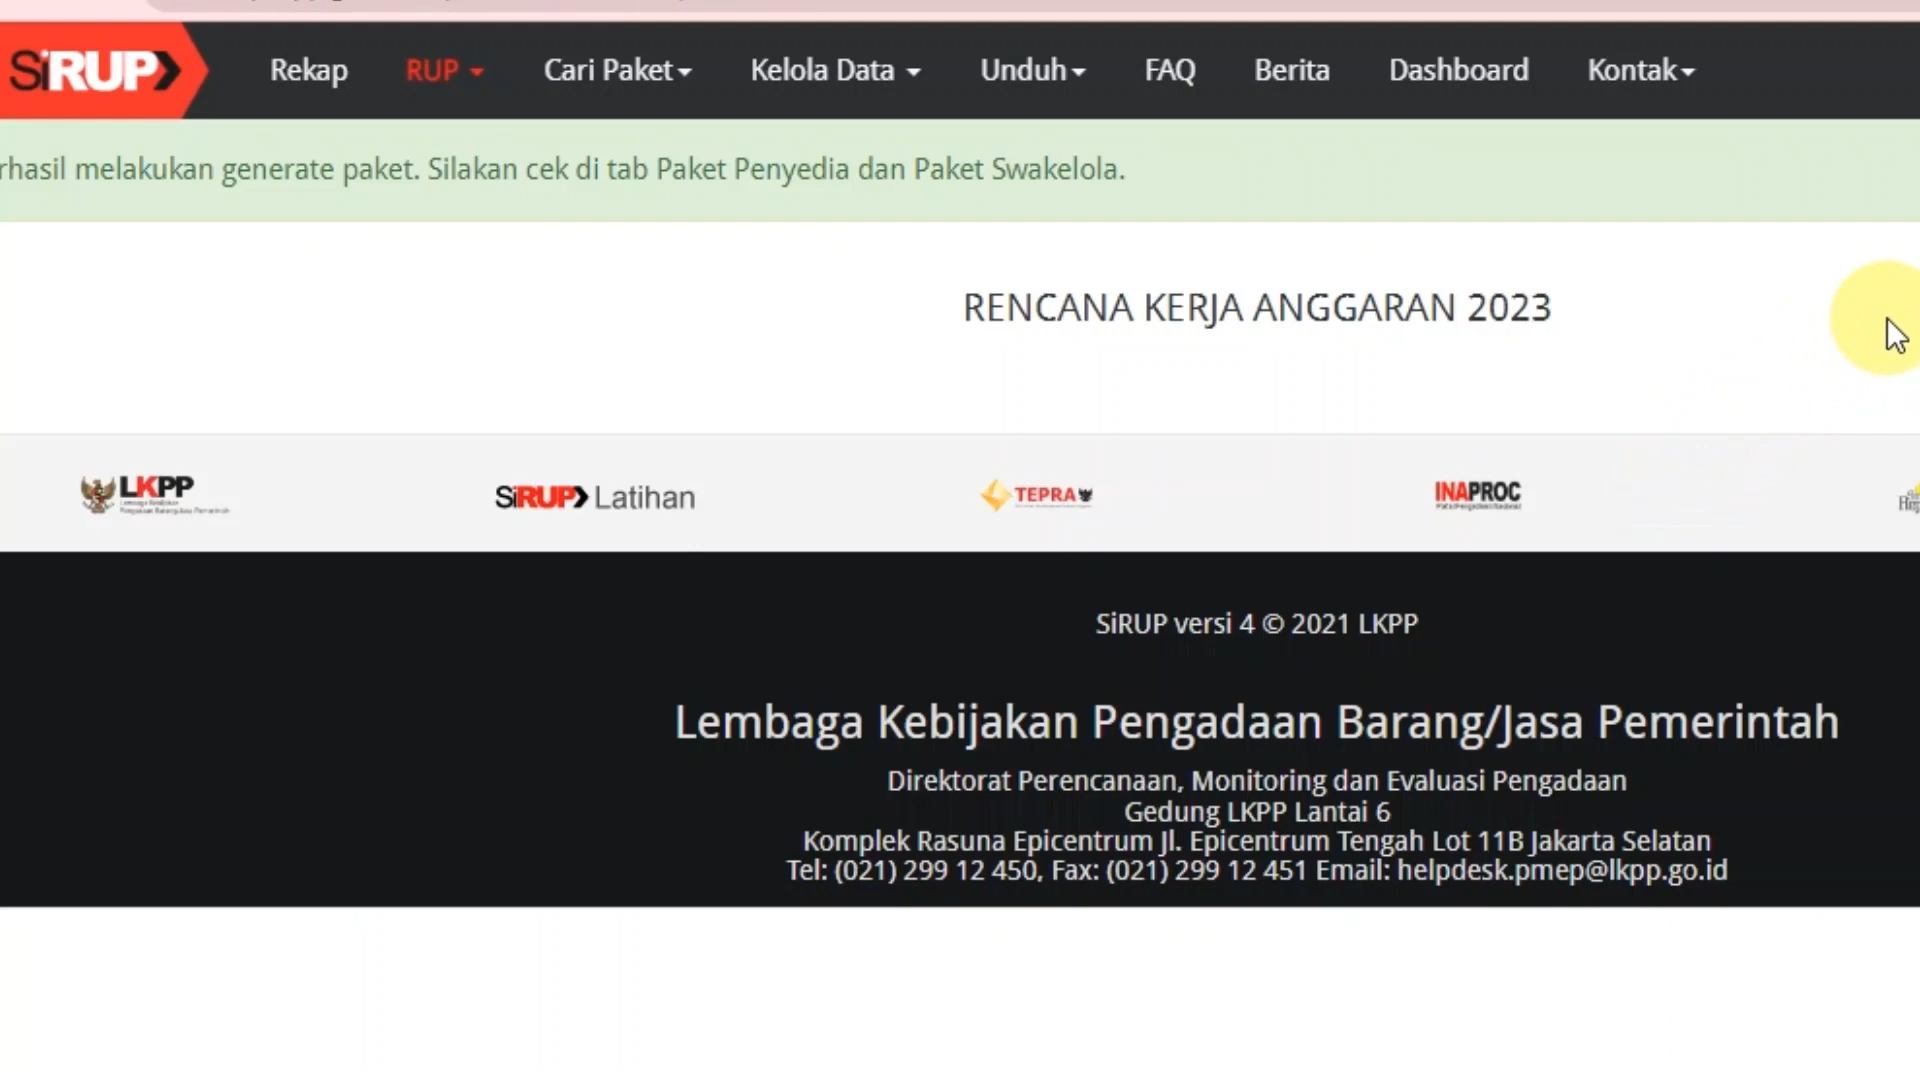 SiRUP
Rekap
RUP
Cari Paket
Kelola Data
Unduh
FAQ
Berita
Dashboard
Kontak
rhasil melakukan generate paket. Silakan cek di tab Paket Penyedia dan Paket Swakelola.
RENCANA KERJA ANGGARAN 2023
LKPP
SiRUP Latihan
TEPRA
INAPROC
SiRUP versi 4 © 2021 LKPP
Lembaga Kebijakan Pengadaan Barang/Jasa Pemerintah
Direktorat Perencanaan, Monitoring dan Evaluasi Pengadaan
Gedung LKPP Lantai 6
Komplek Rasuna Epicentrum Jl. Epicentrum Tengah Lot 11B Jakarta Selatan
Tel: (021) 299 12 450, Fax: (021) 299 12 451 Email: helpdesk.pmep@lkpp.go.id